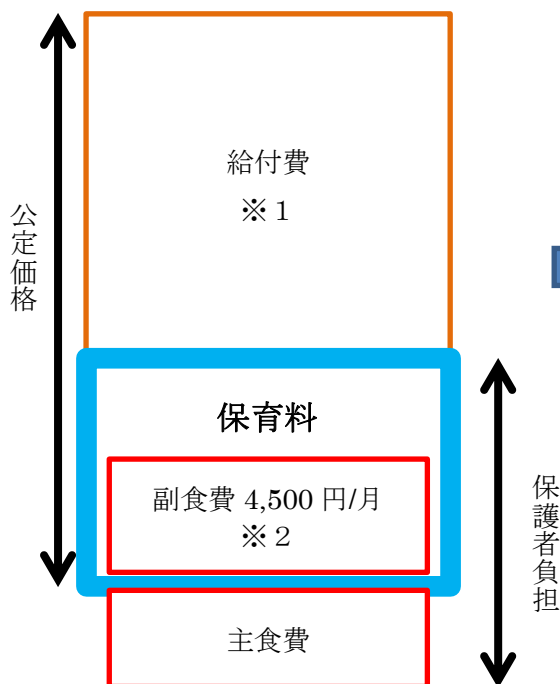 給付費
※１
公定価格
保育料
副食費 4,500 円/月
※２
保護者負担
主食費